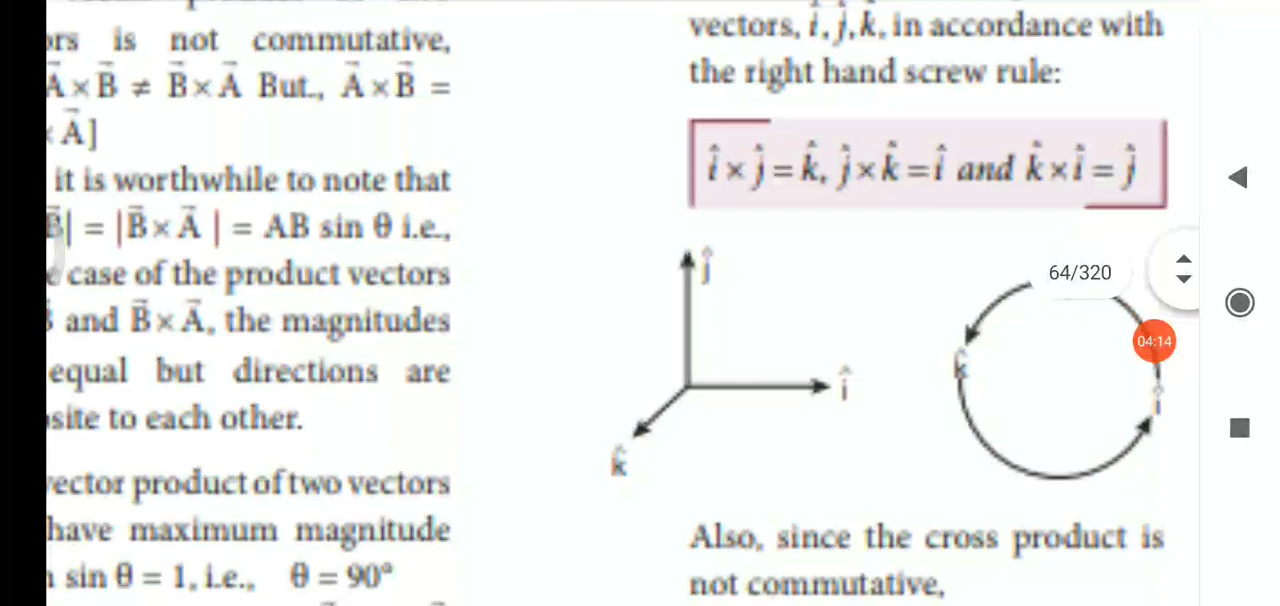 ors is not commutative,
A⃗ × B⃗ ≠ B⃗ × A⃗ But., A⃗ × B⃗ =
× A⃗]
it is worthwhile to note that
B⃗| = |B⃗ × A⃗ | = AB sin θ i.e.,
case of the product vectors
and B⃗ × A⃗, the magnitudes
equal but directions are
site to each other.
vector product of two vectors
have maximum magnitude
sin θ = 1, i.e., θ = 90°
vectors, î, ĵ, k̂, in accordance with
the right hand screw rule:
î × ĵ = k̂, ĵ × k̂ = î and k̂ × î = ĵ
ĵ
î
k̂
64/320
04:14
k̂
î
Also, since the cross product is
not commutative,